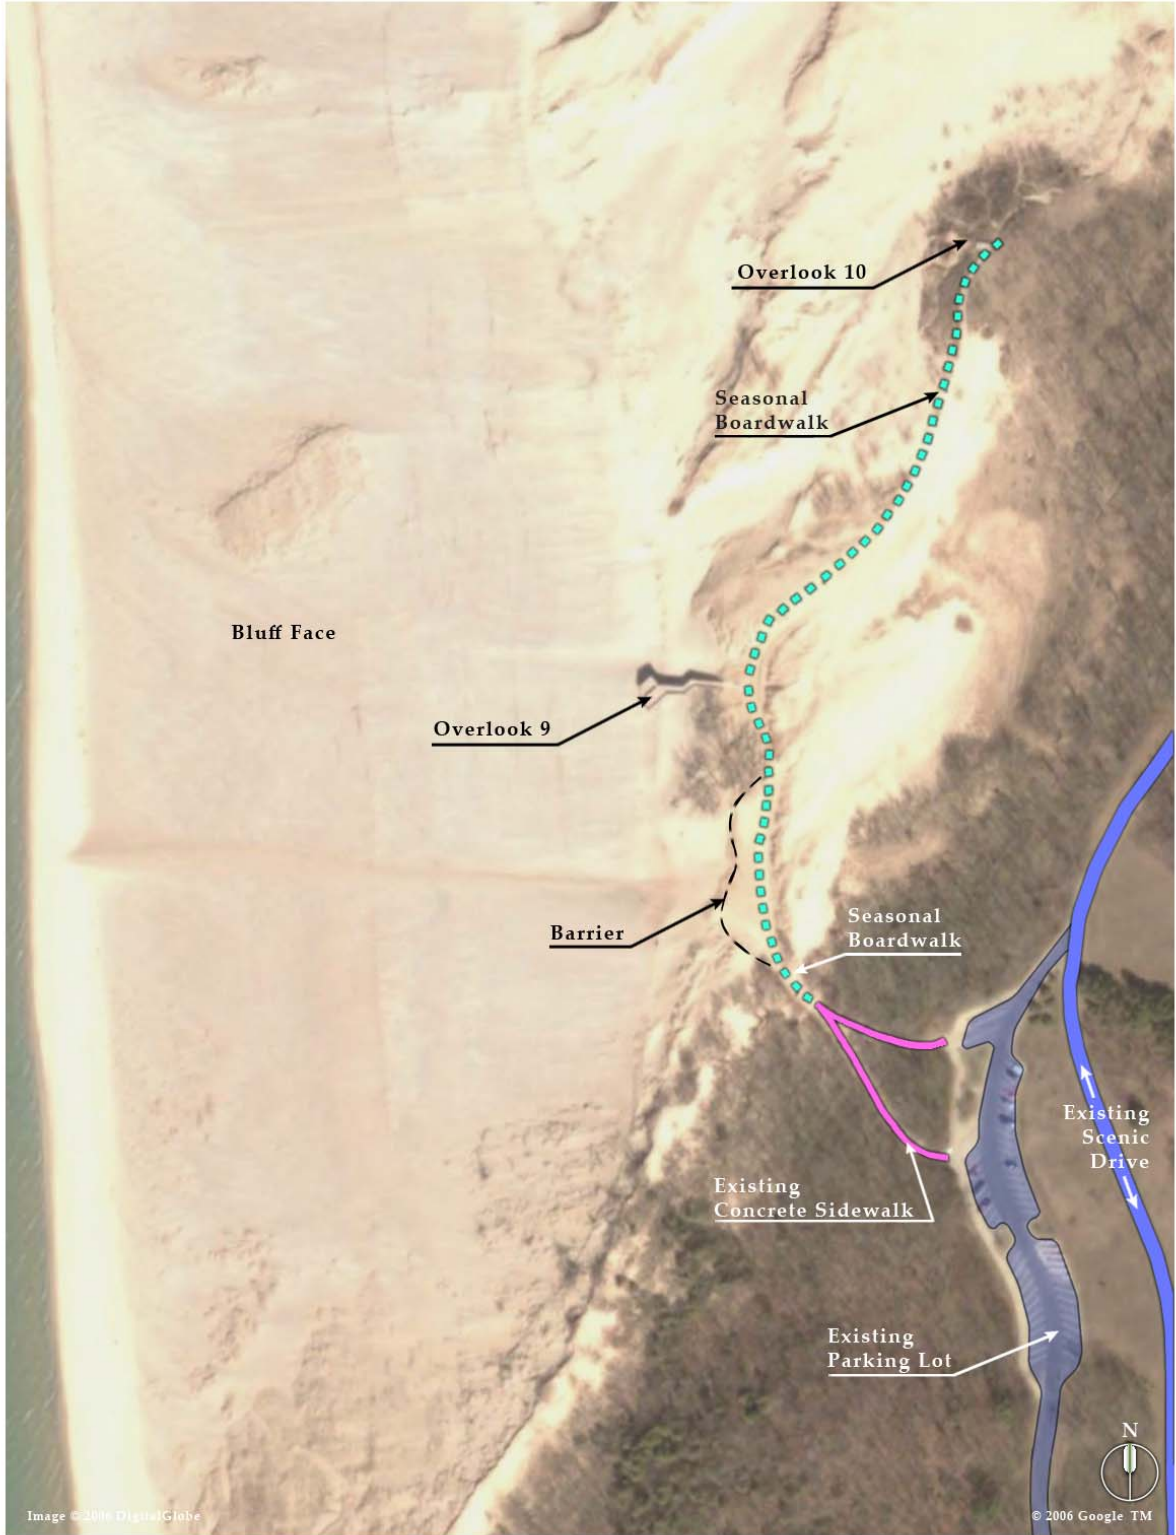 Overlook 10
Seasonal
Boardwalk
Bluff Face
Overlook 9
Barrier
Seasonal
Boardwalk
Existing
Scenic
Drive
Existing
Concrete Sidewalk
Existing
Parking Lot
N
Image © 2006 DigitalGlobe
© 2006 Google TM